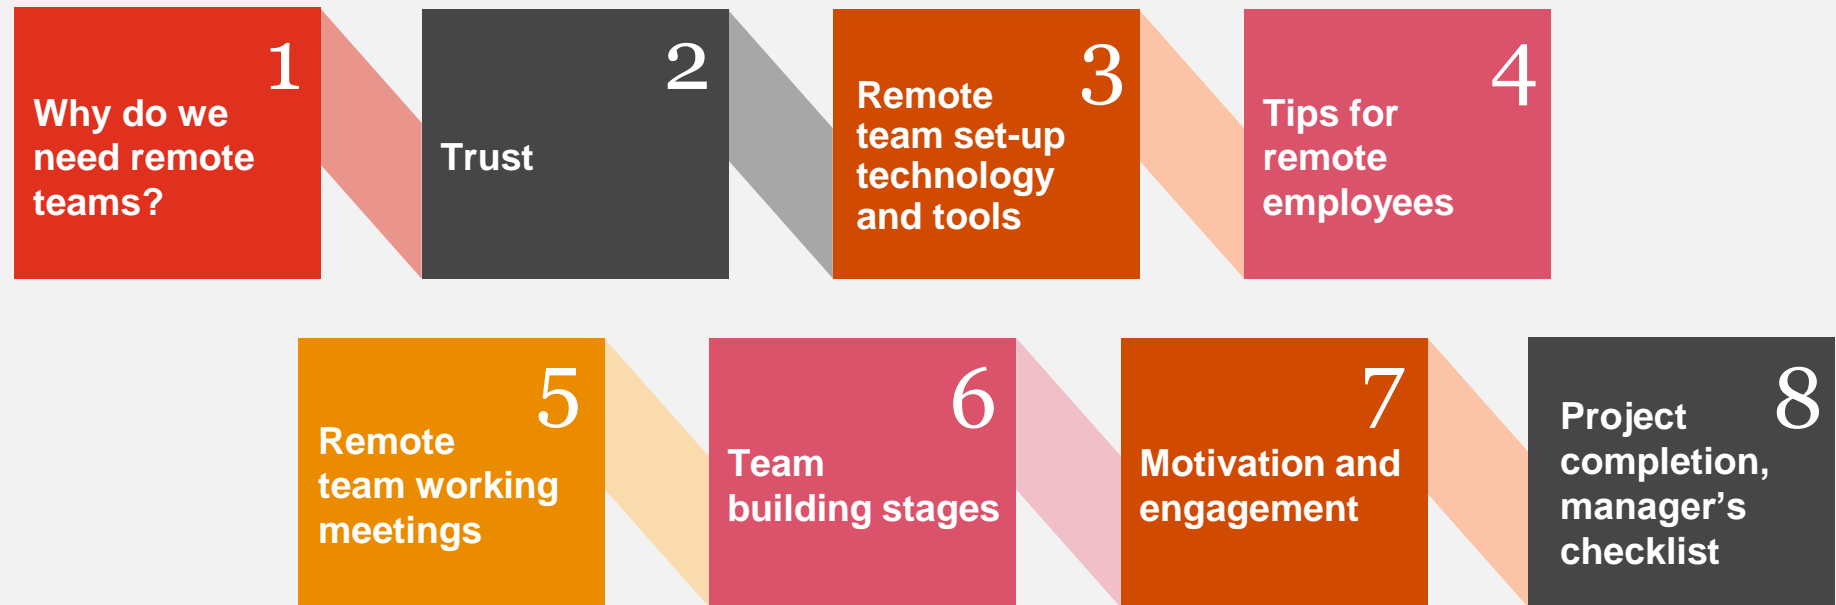 1
Why do we
need remote
teams?
2
Trust
3
Remote
team set-up
technology
and tools
4
Tips for
remote
employees
5
Remote
team working
meetings
6
Team
building stages
7
Motivation and
engagement
8
Project
completion,
manager’s
checklist